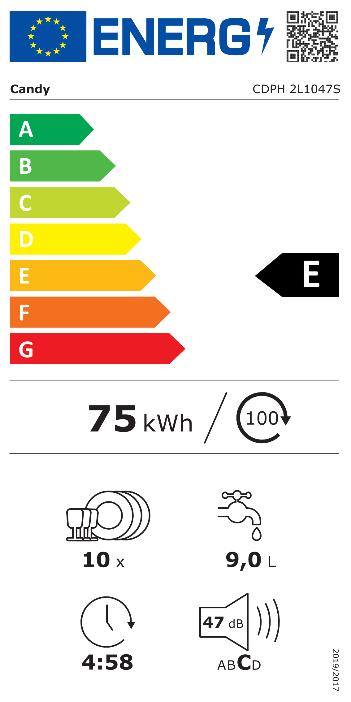 ENERG
Candy CDPH 2L1047S
A
B
C
D
E
E
F
G
75 kWh / 100
10 x 9,0 L
4:58 47 dB
ABCD
2019/2017